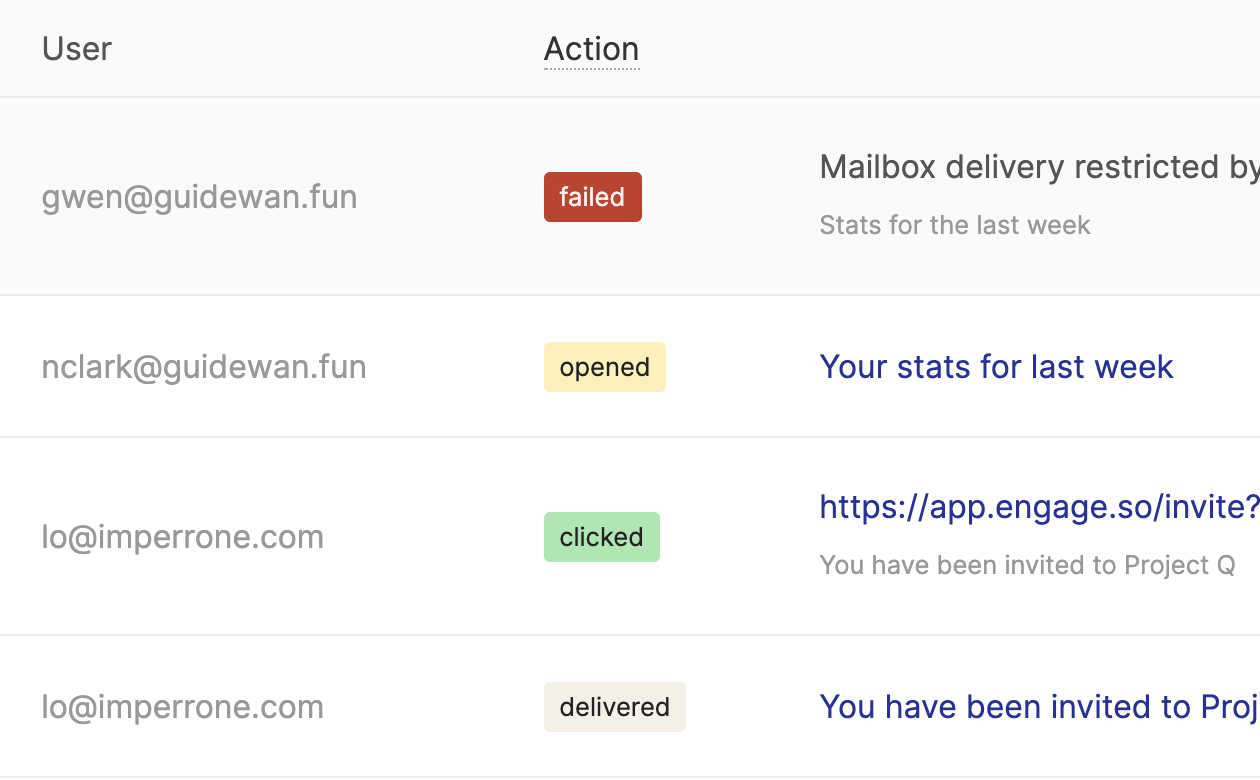 User Action
gwen@guidewan.fun failed Mailbox delivery restricted by
Stats for the last week
nclark@guidewan.fun opened Your stats for last week
lo@imperrone.com clicked https://app.engage.so/invite?
You have been invited to Project Q
lo@imperrone.com delivered You have been invited to Proj